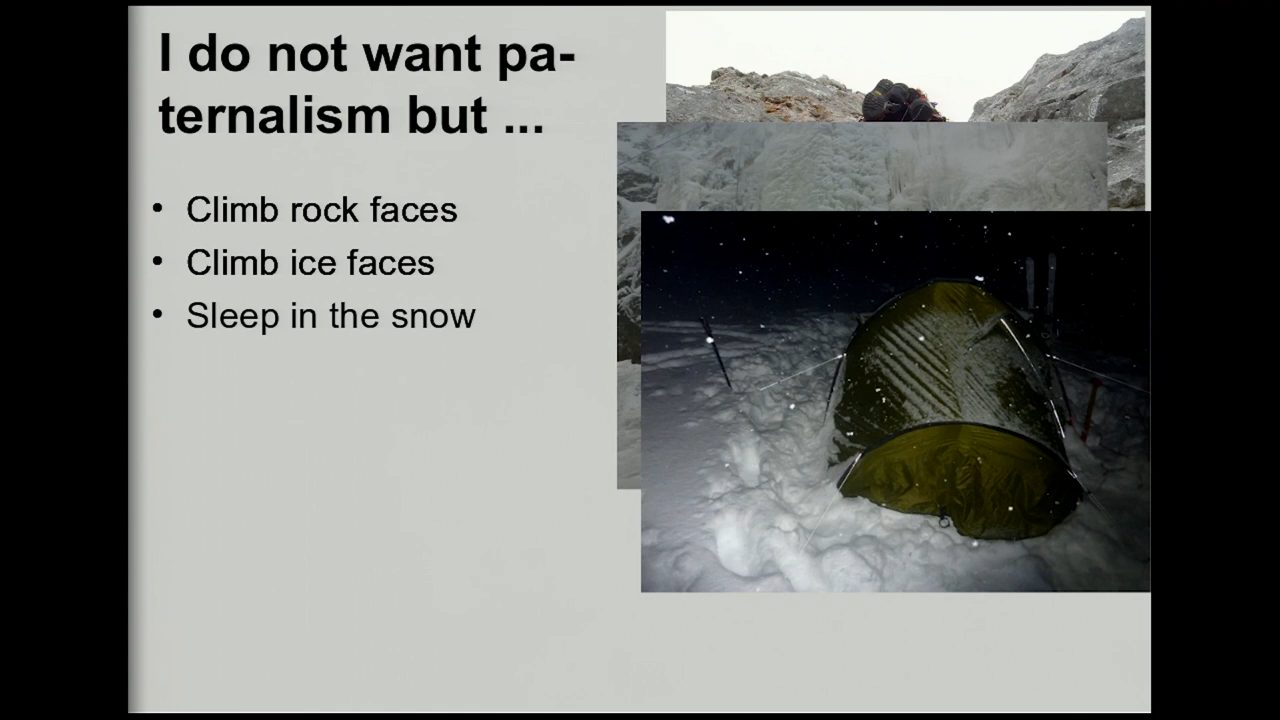 I do not want pa-
ternalism but ...
• Climb rock faces
• Climb ice faces
• Sleep in the snow